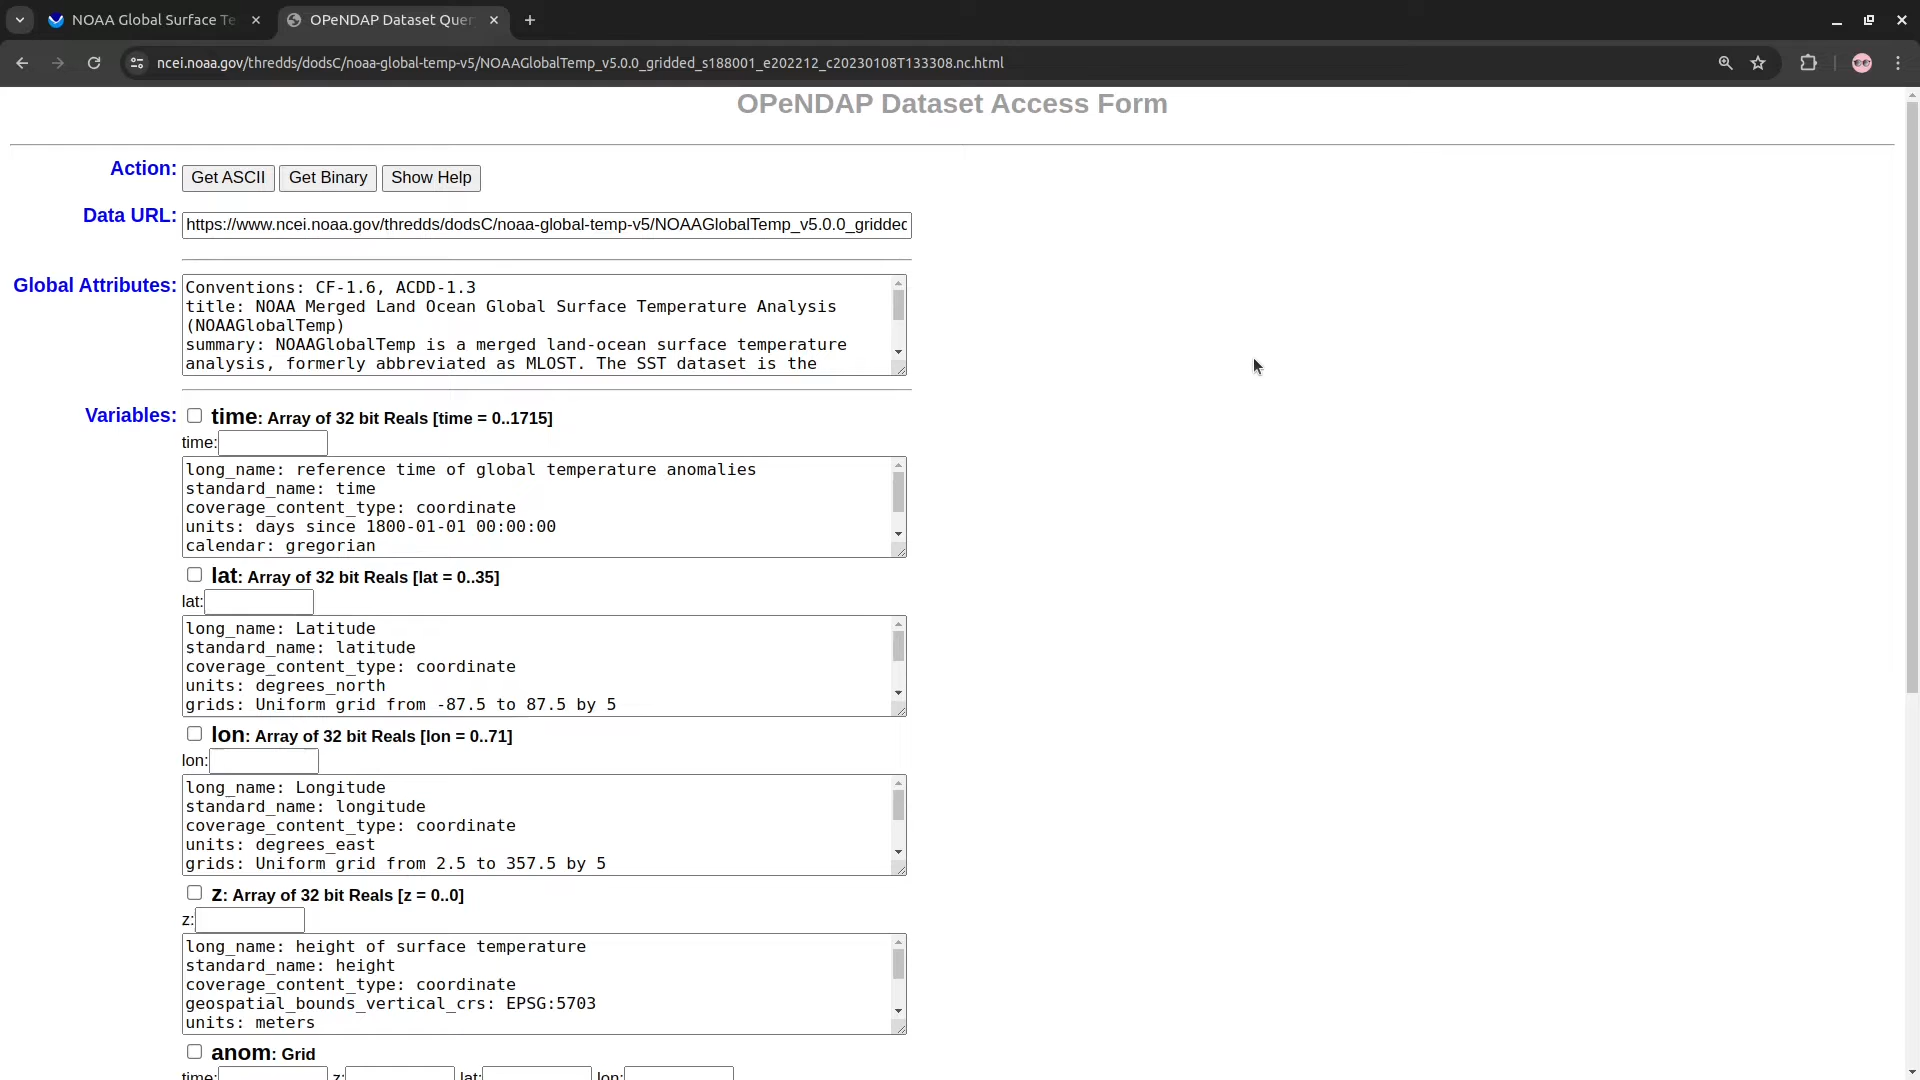 NOAA Global Surface Te
OPeNDAP Dataset Quer
ncei.noaa.gov/thredds/dodsC/noaa-global-temp-v5/NOAAGlobalTemp_v5.0.0_gridded_s188001_e202212_c20230108T133308.nc.html
OPeNDAP Dataset Access Form
Action: Get ASCII Get Binary Show Help
Data URL: https://www.ncei.noaa.gov/thredds/dodsC/noaa-global-temp-v5/NOAAGlobalTemp_v5.0.0_gridded
Global Attributes: Conventions: CF-1.6, ACDD-1.3
title: NOAA Merged Land Ocean Global Surface Temperature Analysis
(NOAAGlobalTemp)
summary: NOAAGlobalTemp is a merged land-ocean surface temperature
analysis, formerly abbreviated as MLOST. The SST dataset is the
Variables: time: Array of 32 bit Reals [time = 0..1715]
time:
long_name: reference time of global temperature anomalies
standard_name: time
coverage_content_type: coordinate
units: days since 1800-01-01 00:00:00
calendar: gregorian
lat: Array of 32 bit Reals [lat = 0..35]
lat:
long_name: Latitude
standard_name: latitude
coverage_content_type: coordinate
units: degrees_north
grids: Uniform grid from -87.5 to 87.5 by 5
lon: Array of 32 bit Reals [lon = 0..71]
lon:
long_name: Longitude
standard_name: longitude
coverage_content_type: coordinate
units: degrees_east
grids: Uniform grid from 2.5 to 357.5 by 5
z: Array of 32 bit Reals [z = 0..0]
z:
long_name: height of surface temperature
standard_name: height
coverage_content_type: coordinate
geospatial_bounds_vertical_crs: EPSG:5703
units: meters
anom: Grid
time: z: lat: lon: